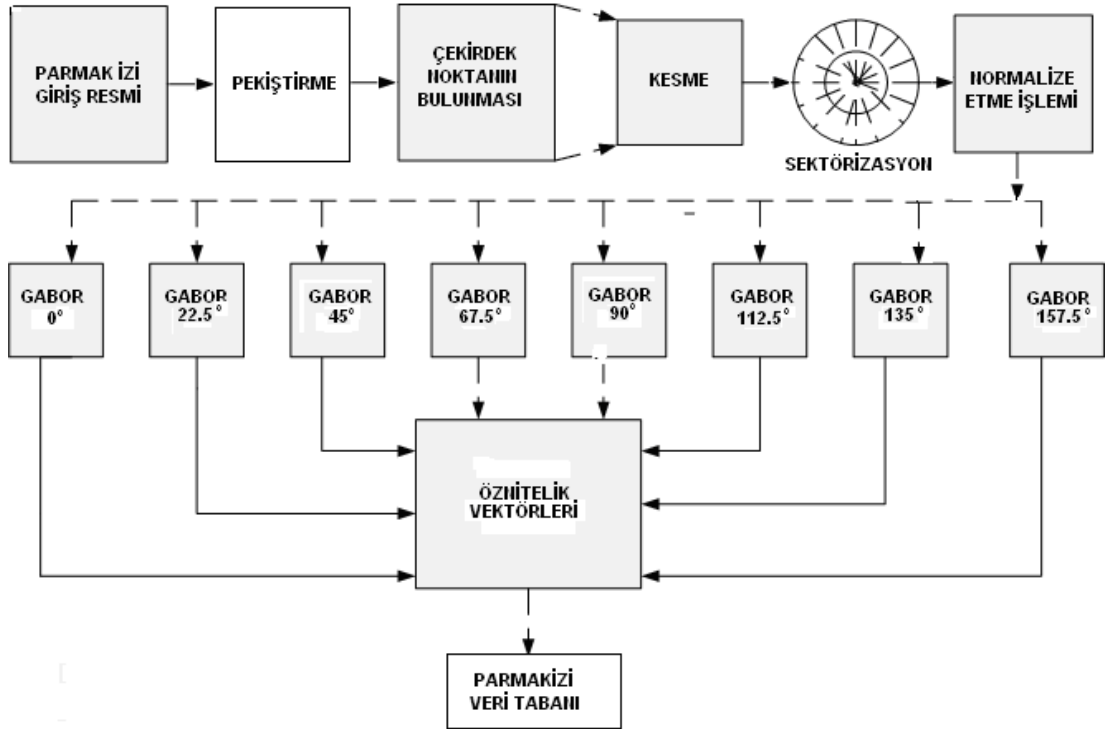 PARMAK İZİ
GİRİŞ RESMİ
PEKİŞTİRME
ÇEKİRDEK
NOKTANIN
BULUNMASI
KESME
SEKTÖRİZASYON
NORMALİZE
ETME İŞLEMİ
GABOR
0°
GABOR
22.5°
GABOR
45°
GABOR
67.5°
GABOR
90°
GABOR
112.5°
GABOR
135°
GABOR
157.5°
ÖZNİTELİK
VEKTÖRLERİ
PARMAKİZİ
VERİ TABANI